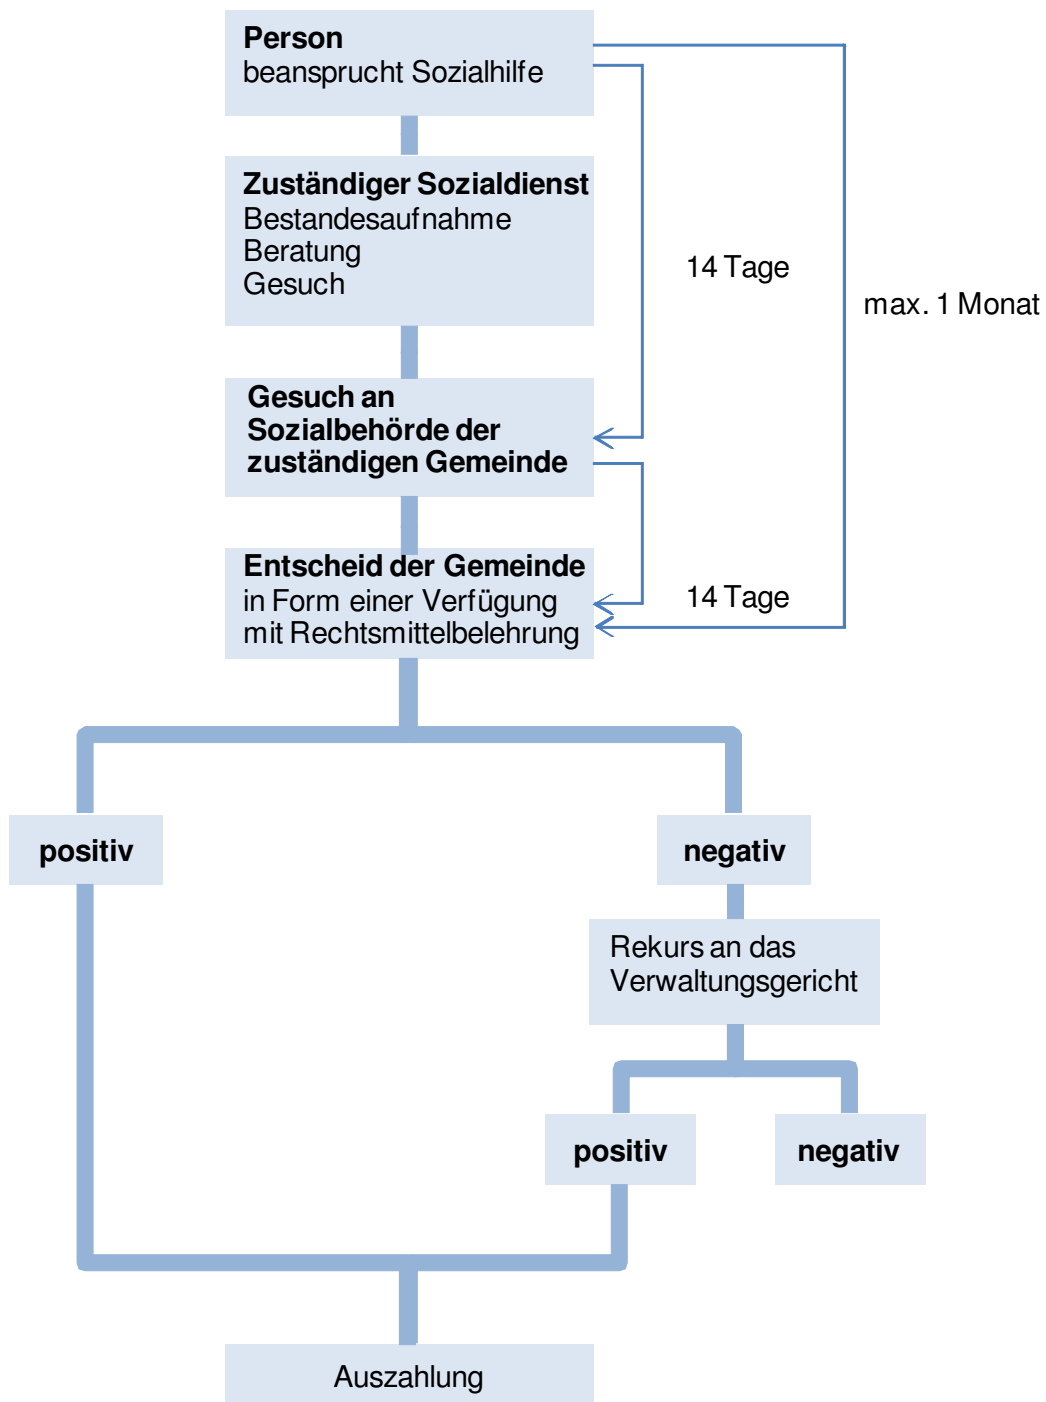 Person
beansprucht Sozialhilfe
Zuständiger Sozialdienst
Bestandesaufnahme
Beratung
Gesuch
14 Tage
max. 1 Monat
Gesuch an
Sozialbehörde der
zuständigen Gemeinde
Entscheid der Gemeinde
in Form einer Verfügung
mit Rechtsmittelbelehrung
14 Tage
positiv
negativ
Rekurs an das
Verwaltungsgericht
positiv
negativ
Auszahlung